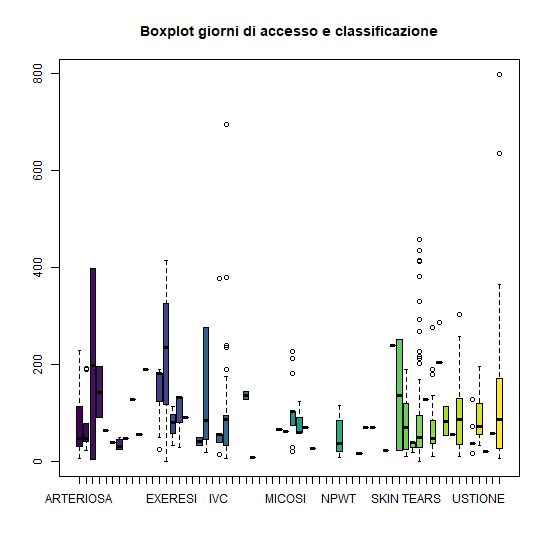 Boxplot giorni di accesso e classificazione
800
600
400
200
0
ARTERIOSA EXERESI IVC MICOSI NPWT SKIN TEARS USTIONE